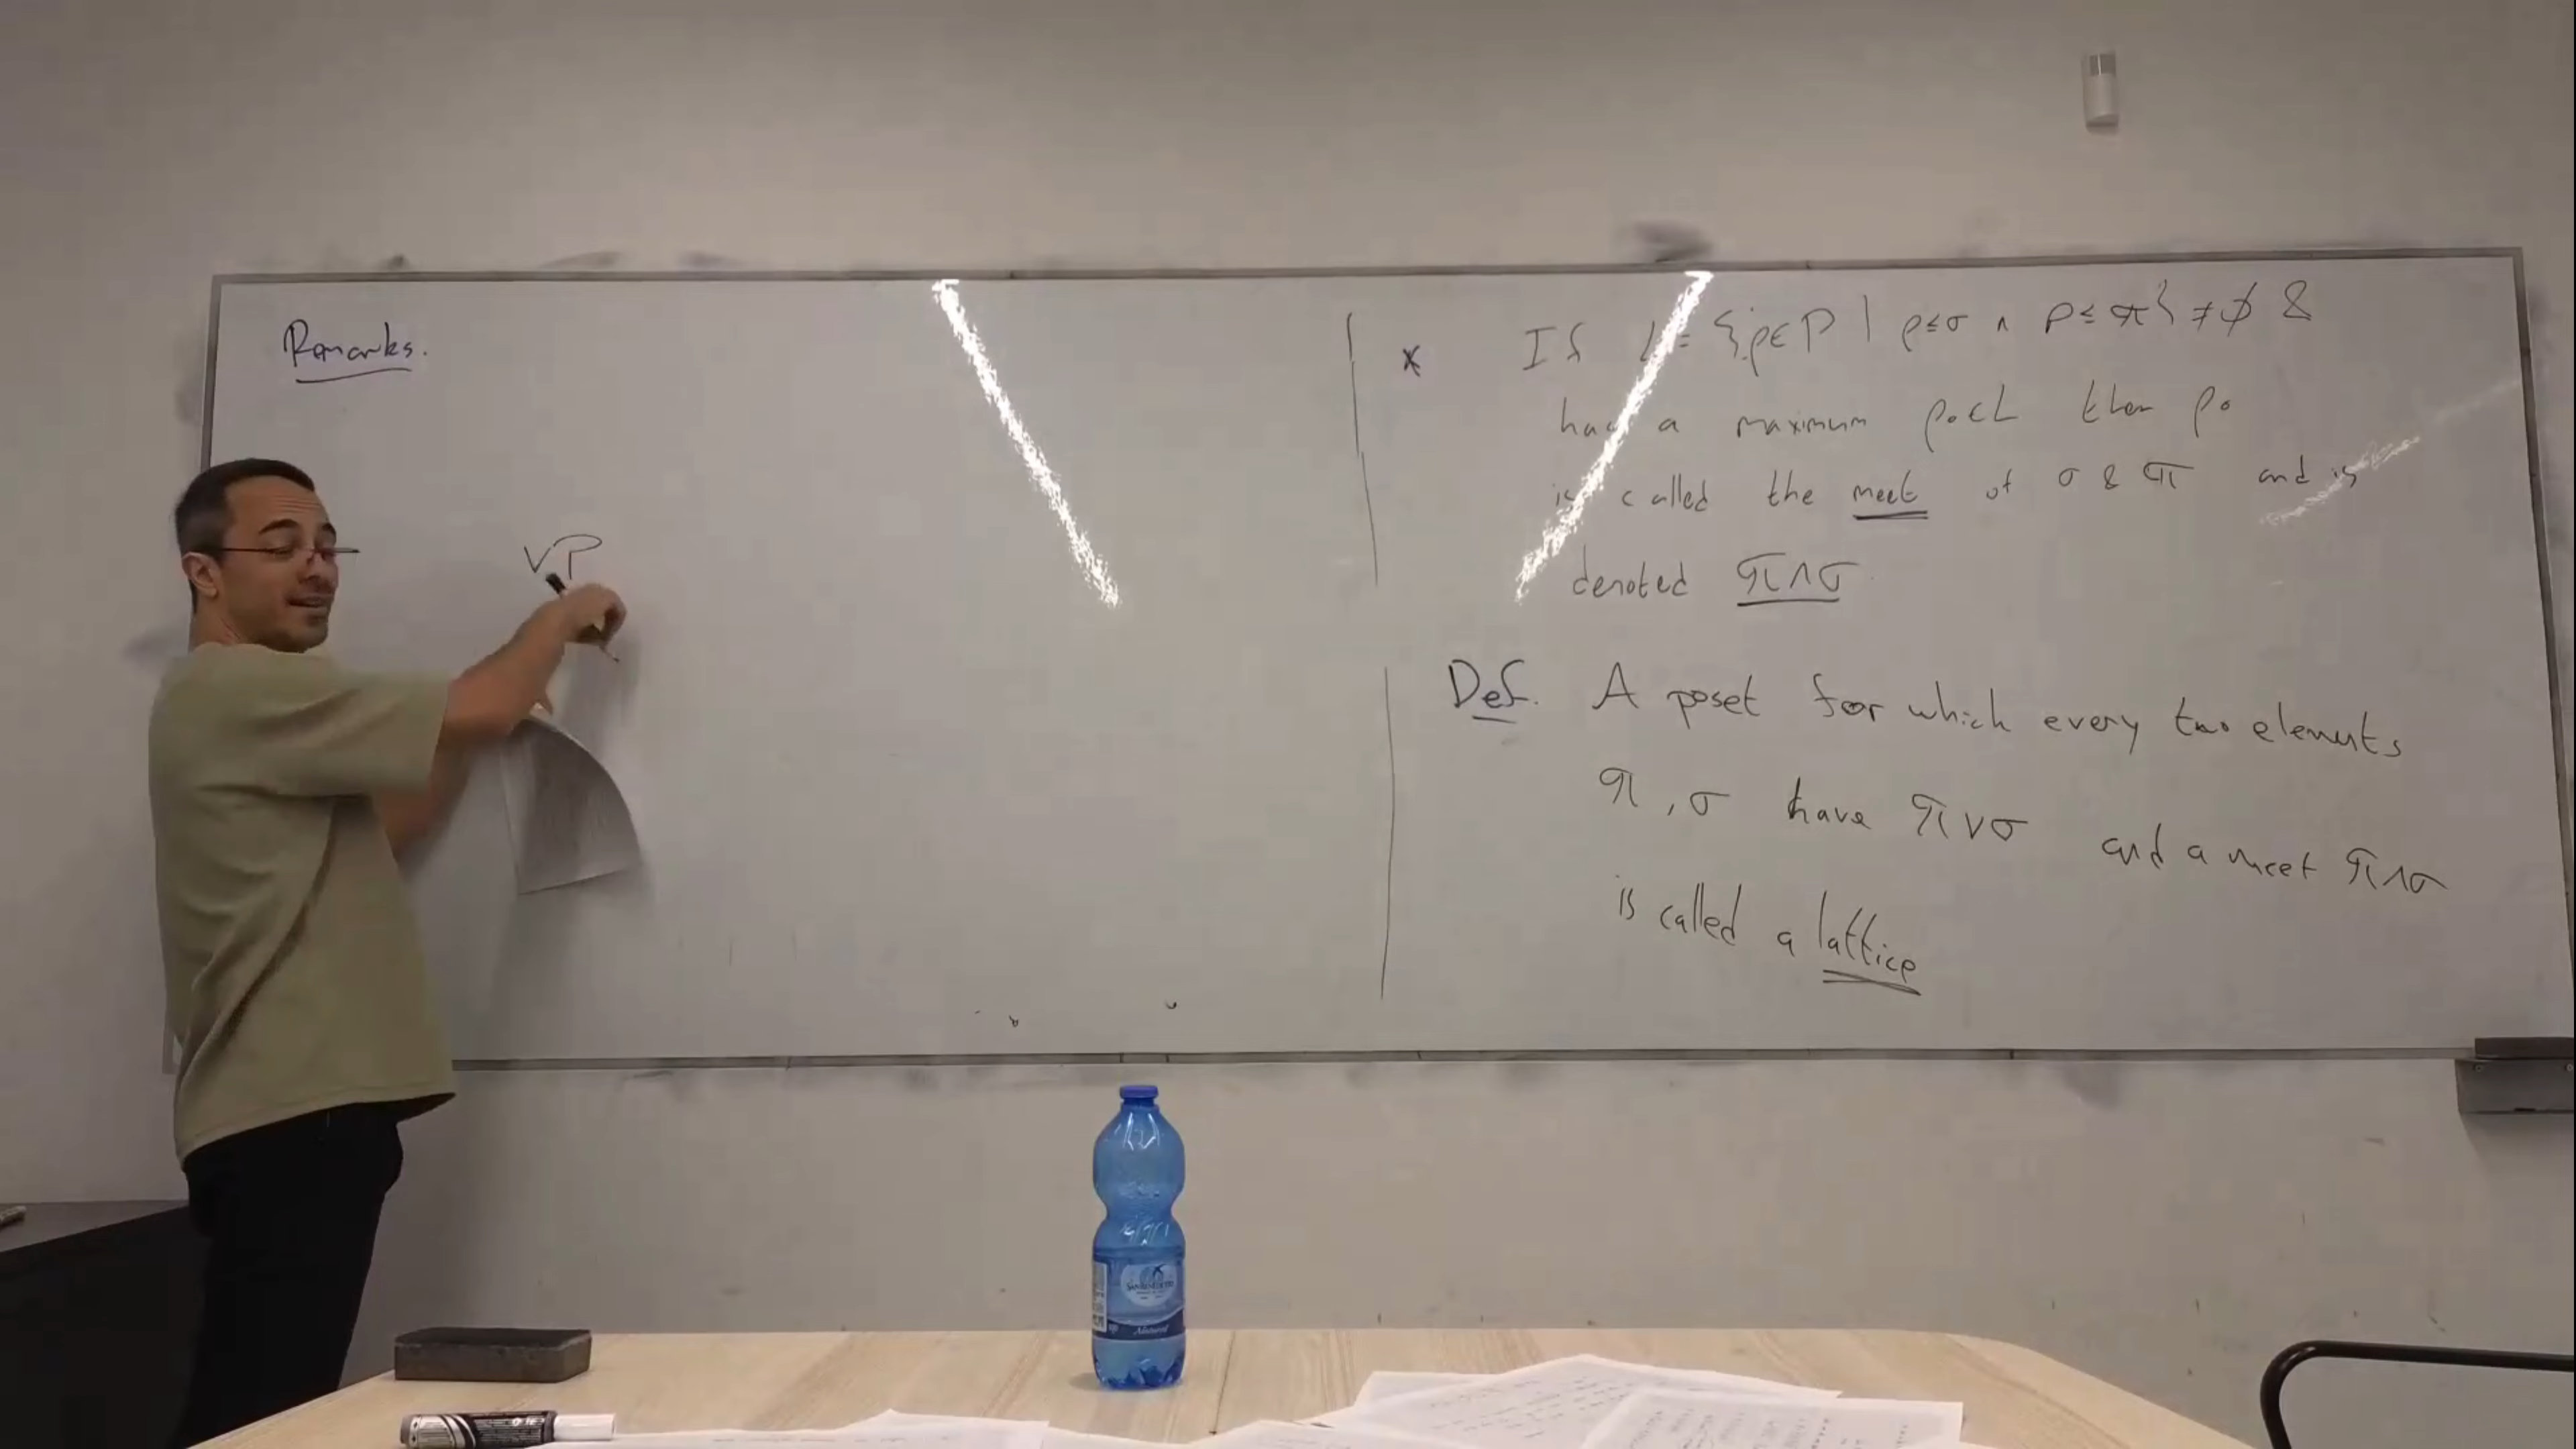 Remarks.
VP
* If L = {ρ∈P | ρ≤σ ∧ ρ≤π} ≠ ∅ &
has a maximum ρ₀∈L then ρ₀
is called the meet of σ & π and is
denoted π∧σ
Def. A poset for which every two elements
π, σ have π∨σ and a meet π∧σ
is called a lattice